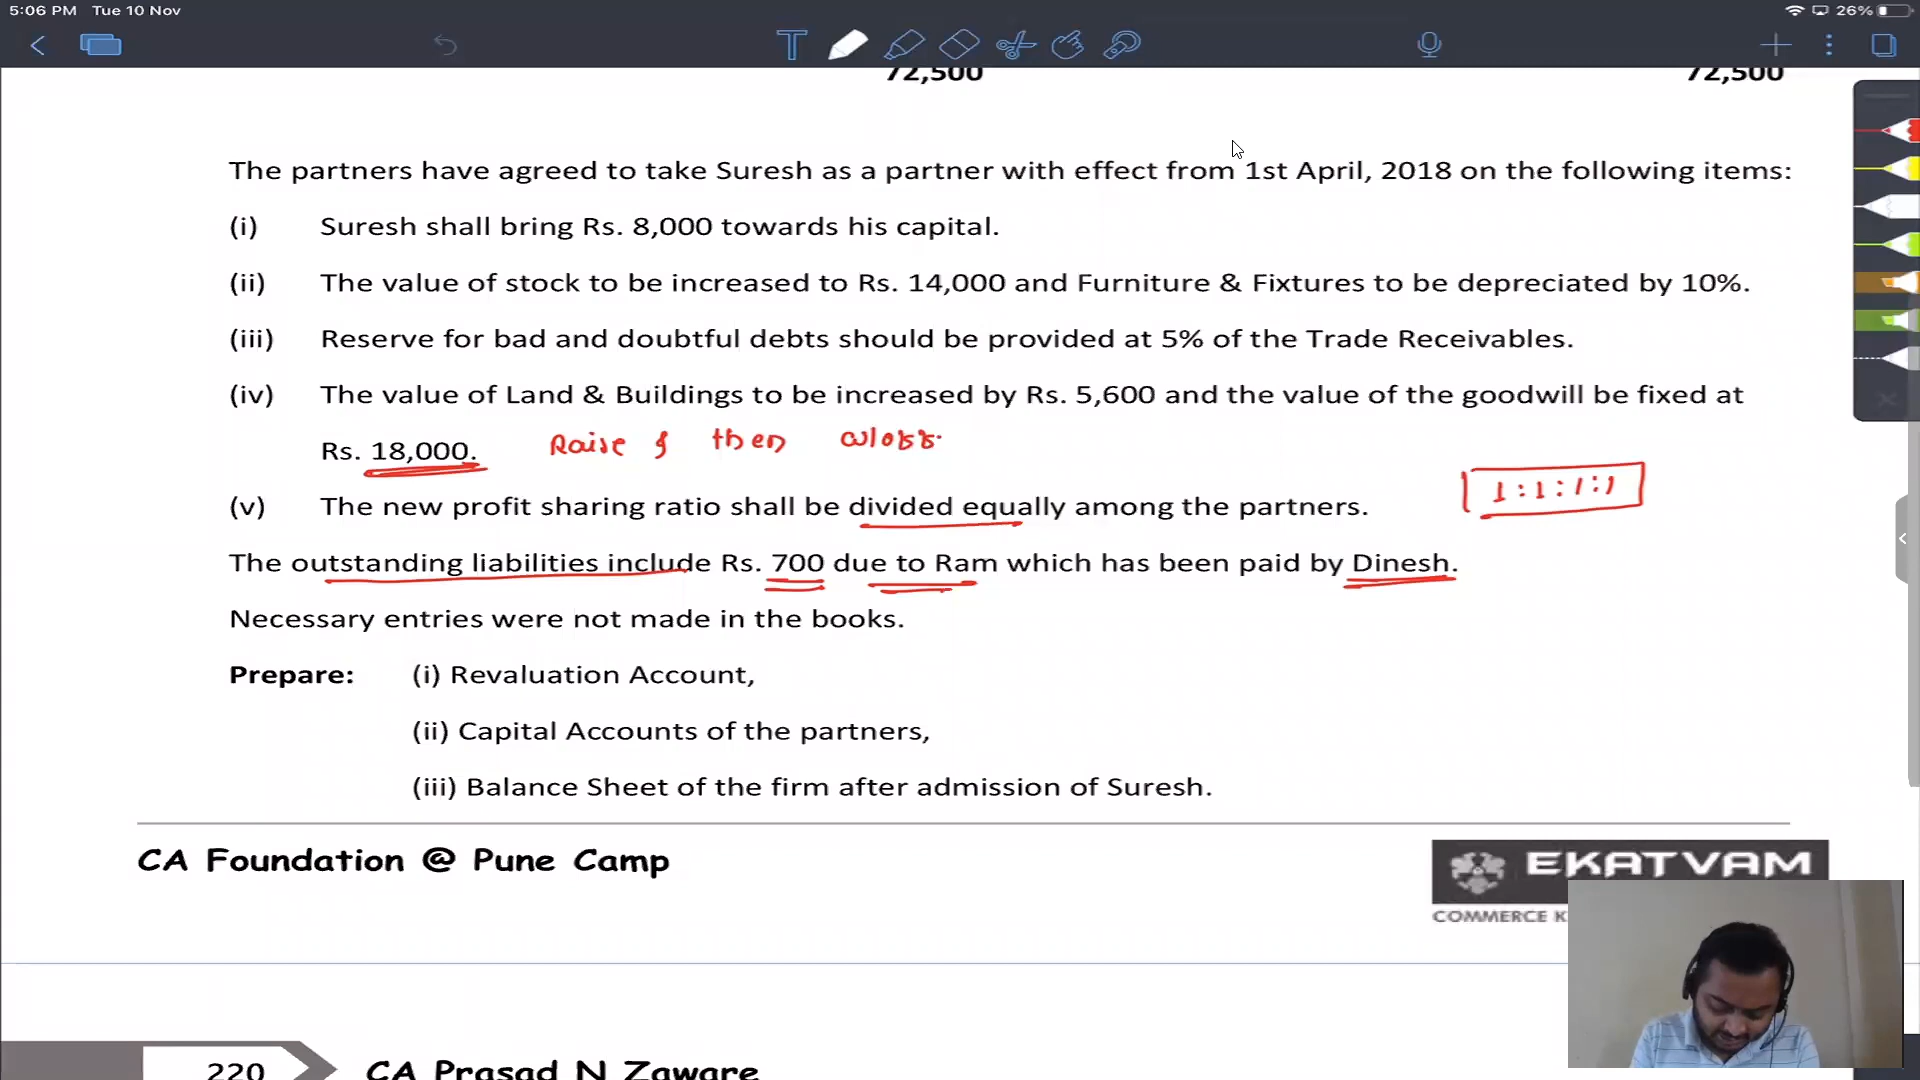 5:06 PM Tue 10 Nov 26%
72,500 72,500
The partners have agreed to take Suresh as a partner with effect from 1st April, 2018 on the following items:
(i) Suresh shall bring Rs. 8,000 towards his capital.
(ii) The value of stock to be increased to Rs. 14,000 and Furniture & Fixtures to be depreciated by 10%.
(iii) Reserve for bad and doubtful debts should be provided at 5% of the Trade Receivables.
(iv) The value of Land & Buildings to be increased by Rs. 5,600 and the value of the goodwill be fixed at
Rs. 18,000. Raise & then w/off.
1:1:1:1
(v) The new profit sharing ratio shall be divided equally among the partners.
The outstanding liabilities include Rs. 700 due to Ram which has been paid by Dinesh.
Necessary entries were not made in the books.
Prepare: (i) Revaluation Account,
(ii) Capital Accounts of the partners,
(iii) Balance Sheet of the firm after admission of Suresh.
CA Foundation @ Pune Camp
EKATVAM
COMMERCE K
220 CA Prasad N Zaware